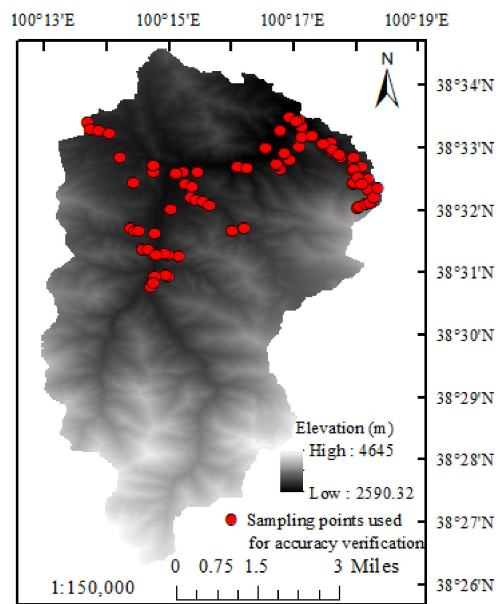 100°13'E 100°15'E 100°17'E 100°19'E
N
38°34'N
38°33'N
38°32'N
38°31'N
38°30'N
38°29'N
38°28'N
38°27'N
38°26'N
Elevation (m)
High : 4645
Low : 2590.32
Sampling points used
for accuracy verification
0 0.75 1.5 3 Miles
1:150,000